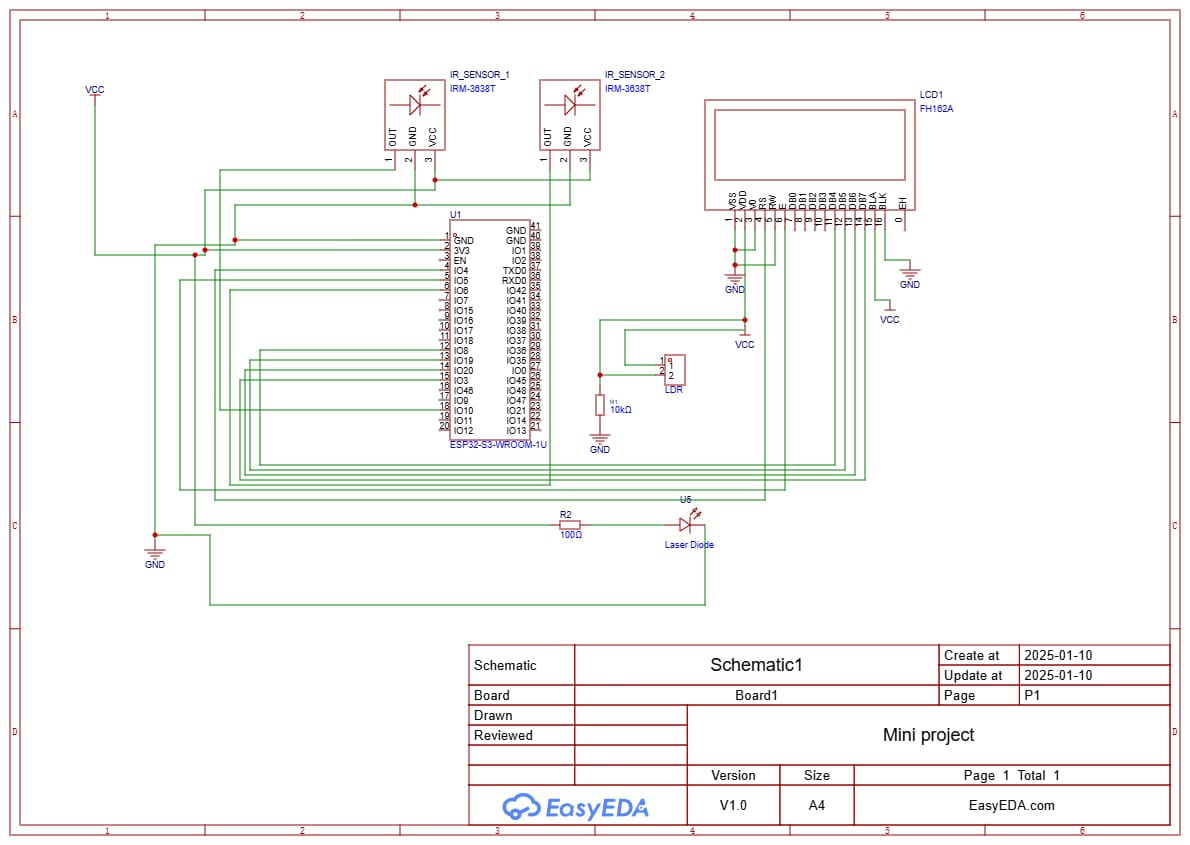 1 2 3 4 5 6
A A
B B
C C
D D
VCC
IR_SENSOR_1
IRM-3638T
OUT GND VCC
1 2 3
IR_SENSOR_2
IRM-3638T
OUT GND VCC
1 2 3
LCD1
FH162A
VSS VDD V0 RS RW E DB0 DB1 DB2 DB3 DB4 DB5 DB6 DB7 BLA BLK EH
1 2 3 4 5 6 7 8 9 10 11 12 13 14 15 16 0
GND
GND
VCC
VCC
U1
GND 41
1 GND GND 40
2 3V3 IO1 39
3 EN IO2 38
4 IO4 TXD0 37
5 IO5 RXD0 36
6 IO6 IO42 35
7 IO7 IO41 34
8 IO15 IO40 33
9 IO16 IO39 32
10 IO17 IO38 31
11 IO18 IO37 30
12 IO8 IO36 29
13 IO19 IO35 28
14 IO20 IO0 27
15 IO3 IO45 26
16 IO46 IO48 25
17 IO9 IO47 24
18 IO10 IO21 23
19 IO11 IO14 22
20 IO12 IO13 21
ESP32-S3-WROOM-1U
1 1
2 2
LDR
R1
10kΩ
GND
U5
R2
100Ω
Laser Diode
GND
Schematic Schematic1 Create at 2025-01-10
Update at 2025-01-10
Board Board1 Page P1
Drawn
Reviewed
Mini project
Version Size Page 1 Total 1
EasyEDA V1.0 A4 EasyEDA.com
1 2 3 4 5 6